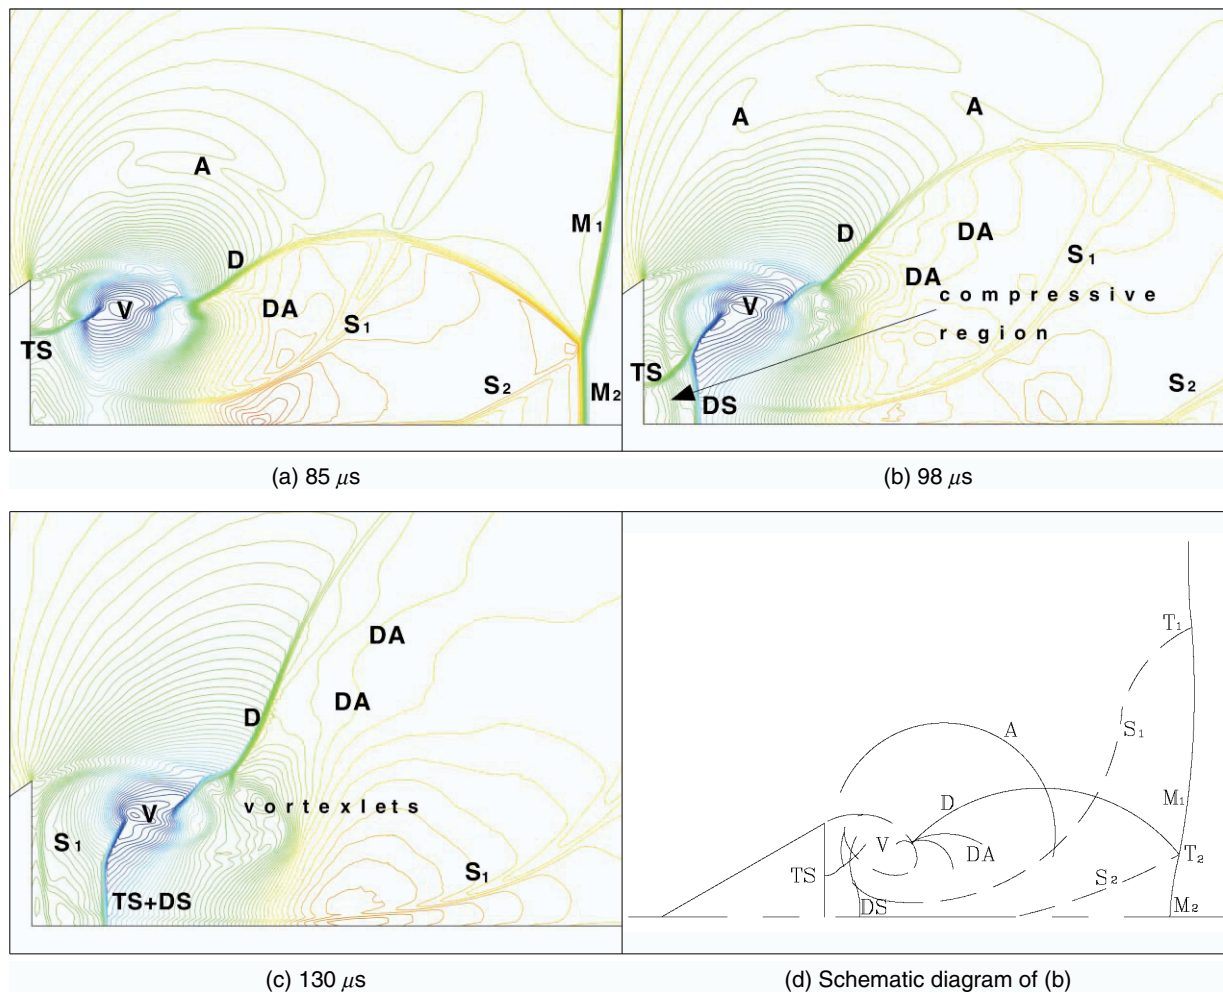 A
M1
D
V
DA
S1
TS
S2
M2
(a) 85 μs
A
A
D
DA
S1
DA
V
compressive
region
TS
S2
DS
(b) 98 μs
DA
DA
D
V
vortexlets
S1
S1
TS+DS
(c) 130 μs
T1
A
S1
D
M1
V
DA
T2
TS
S2
DS
M2
(d) Schematic diagram of (b)